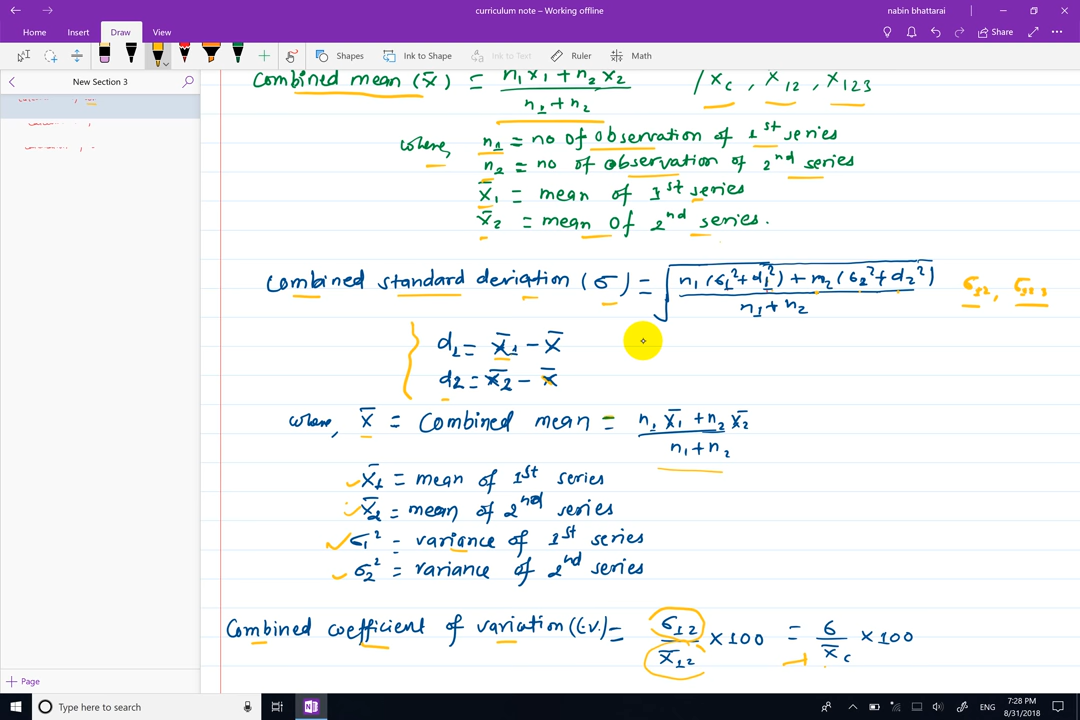 curriculum note – Working offline
nabin bhattarai
Home Insert Draw View
Share
Shapes Ink to Shape Ink to Text Ruler Math
New Section 3
Combined mean (x̄) = n₁x₁ + n₂x₂ / n₁ + n₂ / x̄c , x̄12 , x̄123
where, n₁ = no of observation of 1st series
n₂ = no of observation of 2nd series
x̄₁ = mean of 1st series
x̄₂ = mean of 2nd series.
Combined standard deviation (σ) = √ n₁(σ₁²+d₁²) + n₂(σ₂²+d₂²) / n₁+n₂ σ12, σ123
d₁ = x̄₁ − x̄
d₂ = x̄₂ − x̄
where, x̄ = Combined mean = n₁x̄₁ + n₂x̄₂ / n₁+n₂
x̄₁ = mean of 1st series
x̄₂ = mean of 2nd series
σ₁² = variance of 1st series
σ₂² = variance of 2nd series
Combined coefficient of variation (C.V.) = σ12 / x̄12 × 100 = σ / x̄c × 100
+ Page
Type here to search
ENG
7:28 PM
8/31/2018